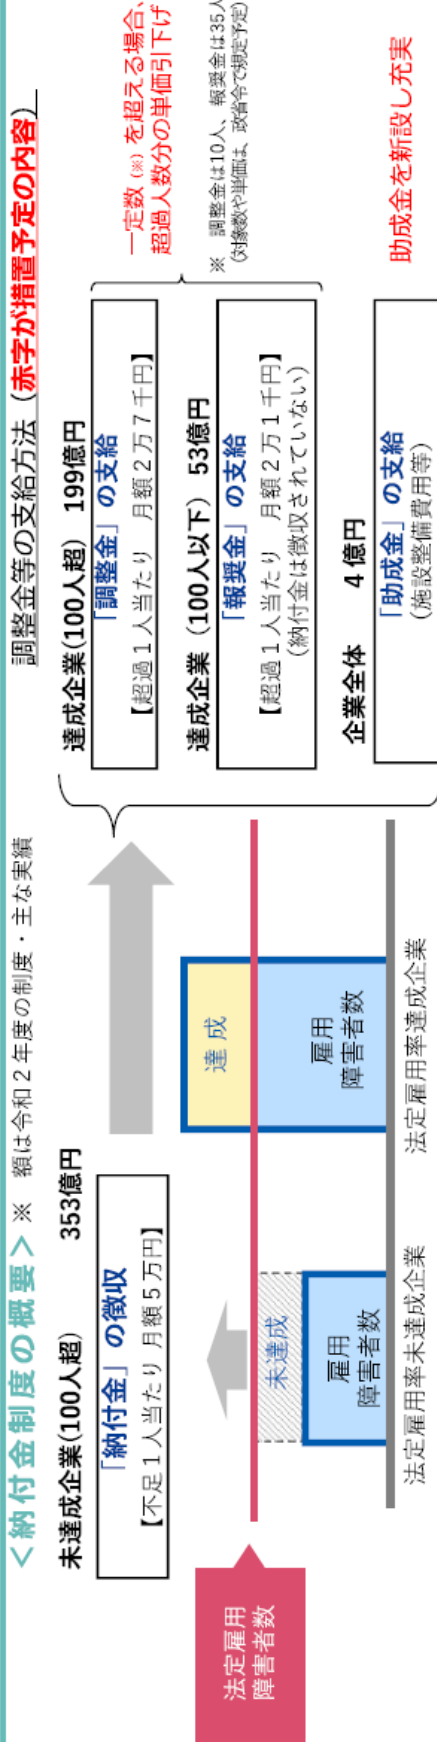 ＜納付金制度の概要＞ ※ 額は令和２年度の制度・主な実績
未達成企業(100人超) 353億円
「納付金」の徴収
【不足１人当たり 月額５万円】
法定雇用
障害者数
未達成
雇用
障害者数
法定雇用率未達成企業
達成
雇用
障害者数
法定雇用率達成企業
調整金等の支給方法（赤字が措置予定の内容）
達成企業(100人超) 199億円
「調整金」の支給
【超過１人当たり 月額２万７千円】
達成企業（100人以下） 53億円
「報奨金」の支給
【超過１人当たり 月額２万１千円】
（納付金は徴収されていない）
企業全体 ４億円
「助成金」の支給
（施設整備費用等）
一定数（※）を超える場合、
超過人数分の単価引下げ
※ 調整金は10人、報奨金は35人
（対象数や単価は、政省令で規定予定）
助成金を新設し充実